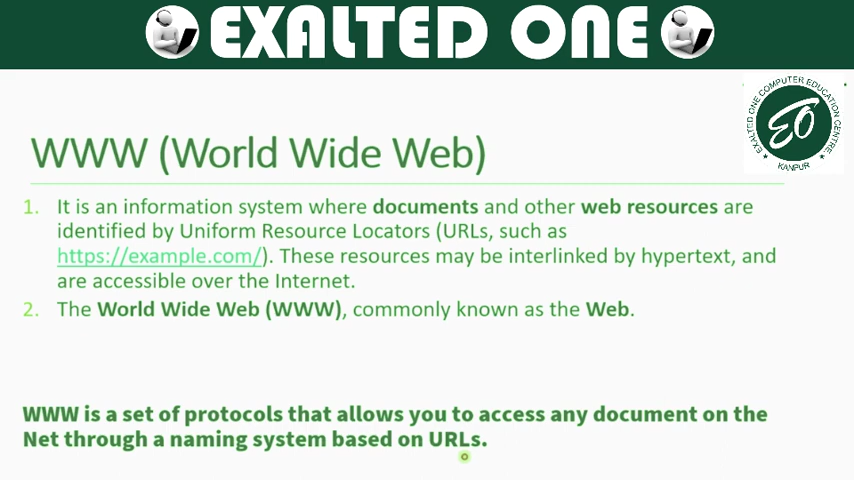 EXALTED ONE
EXALTED ONE COMPUTER EDUCATION CENTRE,
EO
KANPUR
WWW (World Wide Web)
1. It is an information system where documents and other web resources are
identified by Uniform Resource Locators (URLs, such as
https://example.com/). These resources may be interlinked by hypertext, and
are accessible over the Internet.
2. The World Wide Web (WWW), commonly known as the Web.
WWW is a set of protocols that allows you to access any document on the
Net through a naming system based on URLs.